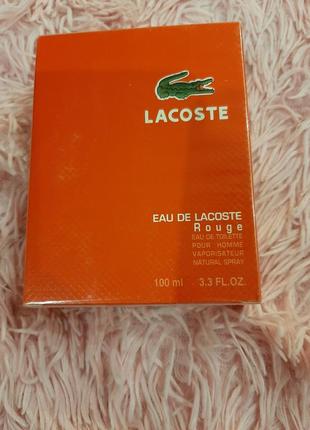 LACOSTE
EAU DE LACOSTE
Rouge
EAU DE TOILETTE
POUR HOMME
VAPORISATEUR
NATURAL SPRAY
100 ml 3.3 FL.OZ.